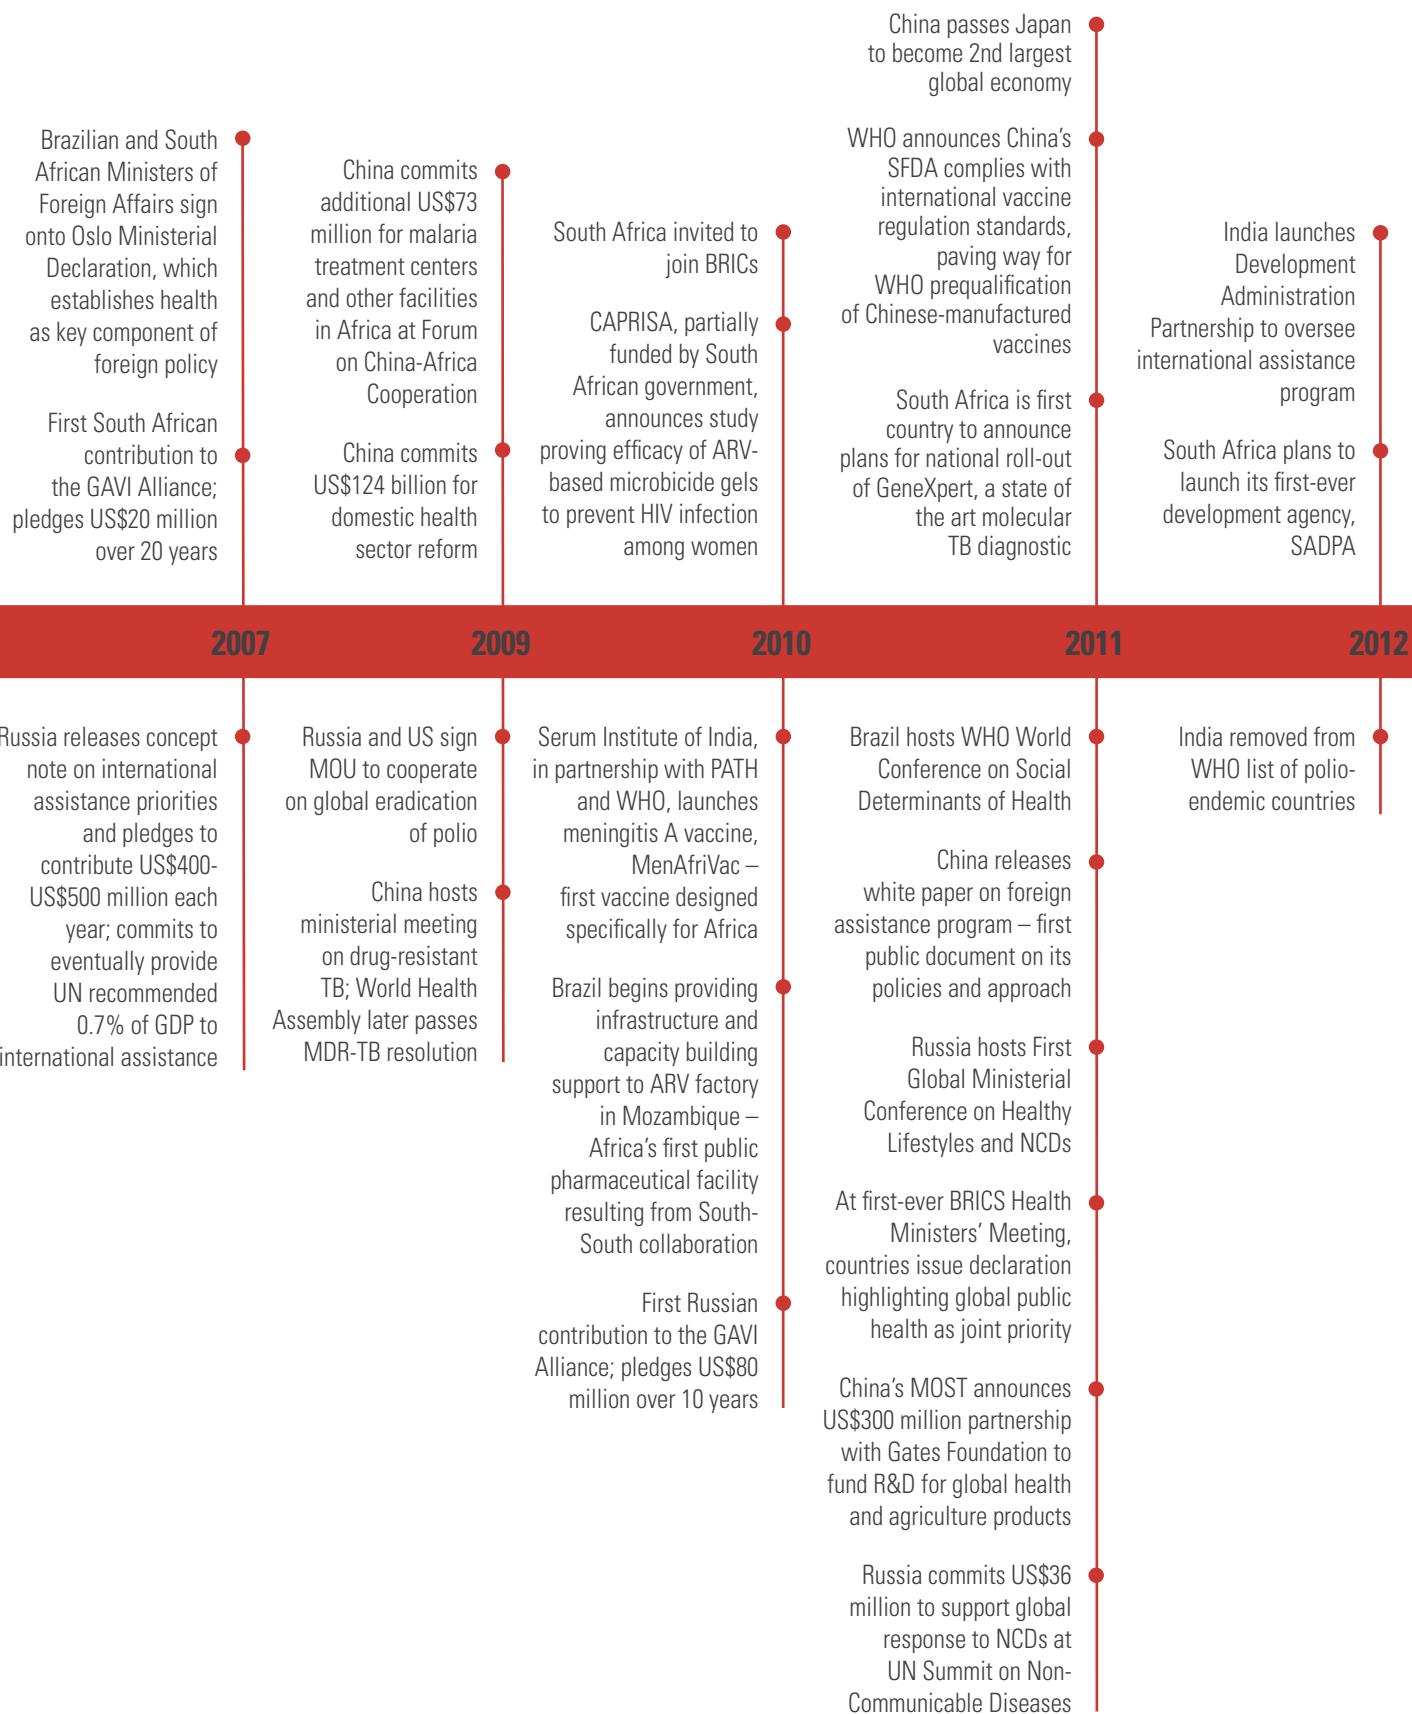 Brazilian and South
African Ministers of
Foreign Affairs sign
onto Oslo Ministerial
Declaration, which
establishes health
as key component of
foreign policy
First South African
contribution to
the GAVI Alliance;
pledges US$20 million
over 20 years
China commits
additional US$73
million for malaria
treatment centers
and other facilities
in Africa at Forum
on China-Africa
Cooperation
China commits
US$124 billion for
domestic health
sector reform
South Africa invited to
join BRICs
CAPRISA, partially
funded by South
African government,
announces study
proving efficacy of ARV-
based microbicide gels
to prevent HIV infection
among women
China passes Japan
to become 2nd largest
global economy
WHO announces China’s
SFDA complies with
international vaccine
regulation standards,
paving way for
WHO prequalification
of Chinese-manufactured
vaccines
South Africa is first
country to announce
plans for national roll-out
of GeneXpert, a state of
the art molecular
TB diagnostic
India launches
Development
Administration
Partnership to oversee
international assistance
program
South Africa plans to
launch its first-ever
development agency,
SADPA
2007
2009
2010
2011
2012
Russia releases concept
note on international
assistance priorities
and pledges to
contribute US$400-
US$500 million each
year; commits to
eventually provide
UN recommended
0.7% of GDP to
international assistance
Russia and US sign
MOU to cooperate
on global eradication
of polio
China hosts
ministerial meeting
on drug-resistant
TB; World Health
Assembly later passes
MDR-TB resolution
Serum Institute of India,
in partnership with PATH
and WHO, launches
meningitis A vaccine,
MenAfriVac –
first vaccine designed
specifically for Africa
Brazil begins providing
infrastructure and
capacity building
support to ARV factory
in Mozambique –
Africa’s first public
pharmaceutical facility
resulting from South-
South collaboration
First Russian
contribution to the GAVI
Alliance; pledges US$80
million over 10 years
Brazil hosts WHO World
Conference on Social
Determinants of Health
China releases
white paper on foreign
assistance program – first
public document on its
policies and approach
Russia hosts First
Global Ministerial
Conference on Healthy
Lifestyles and NCDs
At first-ever BRICS Health
Ministers’ Meeting,
countries issue declaration
highlighting global public
health as joint priority
China’s MOST announces
US$300 million partnership
with Gates Foundation to
fund R&D for global health
and agriculture products
Russia commits US$36
million to support global
response to NCDs at
UN Summit on Non-
Communicable Diseases
India removed from
WHO list of polio-
endemic countries